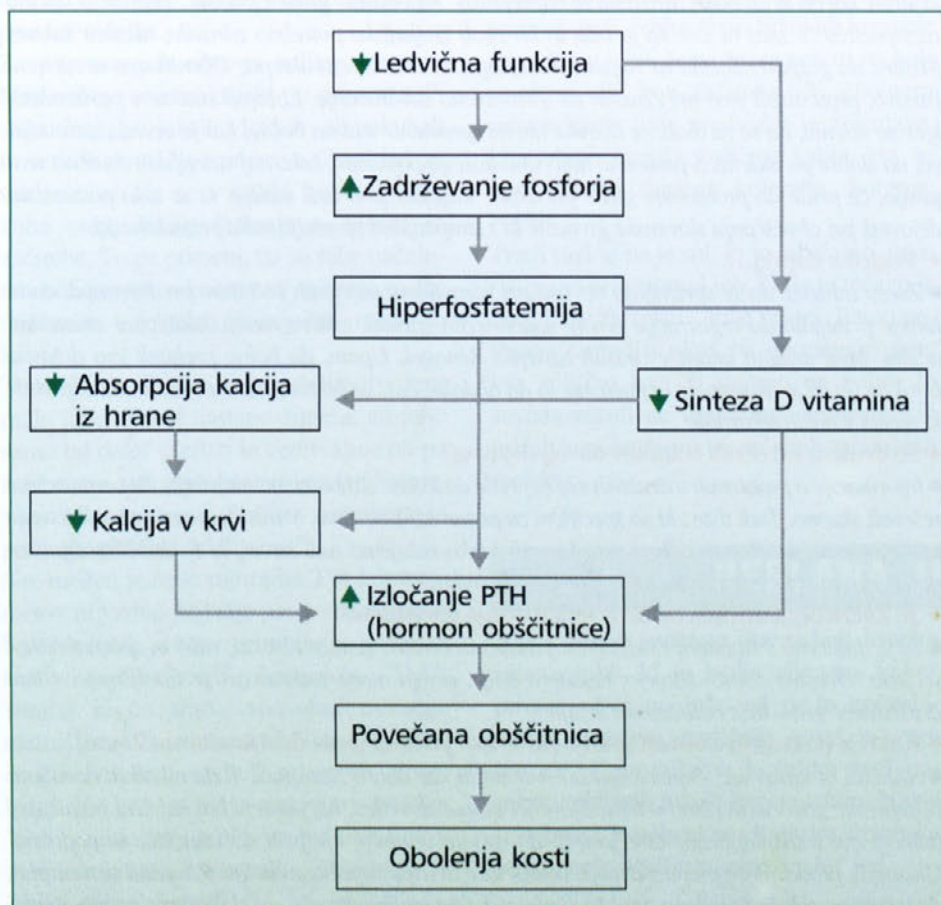 Ledvična funkcija
Zadrževanje fosforja
Hiperfosfatemija
Absorpcija kalcija
iz hrane
Sinteza D vitamina
Kalcija v krvi
Izločanje PTH
(hormon obščitnice)
Povečana obščitnica
Obolenja kosti